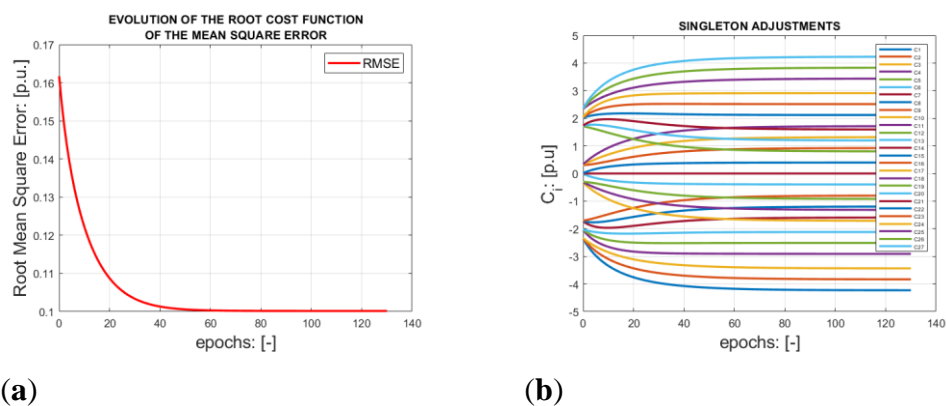 EVOLUTION OF THE ROOT COST FUNCTION
OF THE MEAN SQUARE ERROR
0.17
0.16
0.15
0.14
0.13
0.12
0.11
0.1
Root Mean Square Error: [p.u.]
RMSE
0 20 40 60 80 100 120 140
epochs: [-]
(a)
SINGLETON ADJUSTMENTS
5
4
3
2
1
0
-1
-2
-3
-4
-5
C_i: [p.u]
C1
C2
C3
C4
C5
C6
C7
C8
C9
C10
C11
C12
C13
C14
C15
C16
C17
C18
C19
C20
C21
C22
C23
C24
C25
C26
C27
0 20 40 60 80 100 120 140
epochs: [-]
(b)